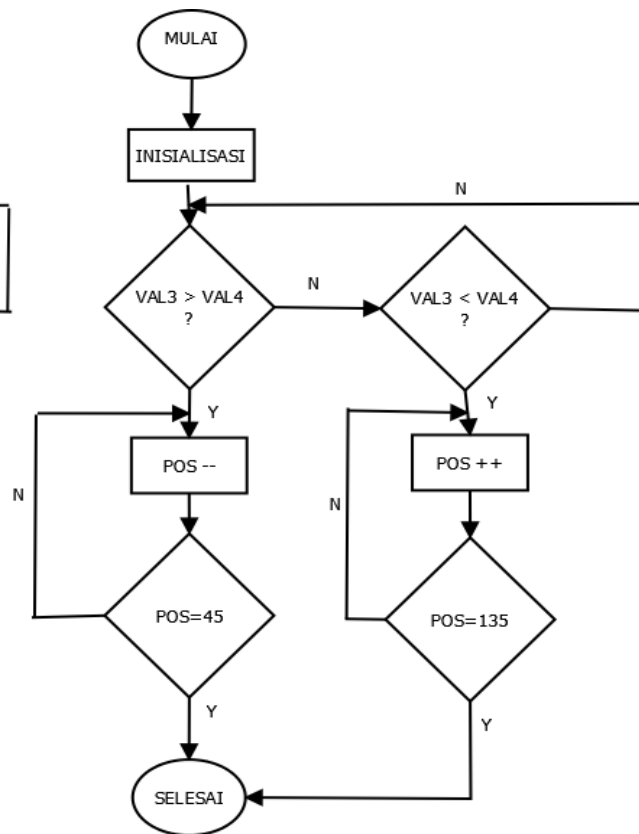 MULAI
INISIALISASI
N
VAL3 > VAL4
?
N
VAL3 < VAL4
?
Y
Y
POS --
POS ++
N
N
POS=45
POS=135
Y
Y
SELESAI